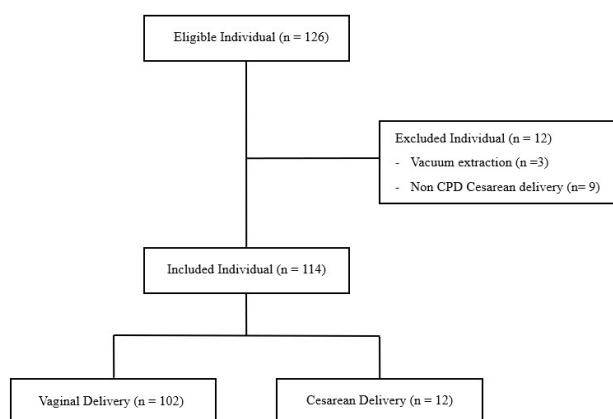 Eligible Individual (n = 126)
Excluded Individual (n = 12)
- Vacuum extraction (n =3)
- Non CPD Cesarean delivery (n= 9)
Included Individual (n = 114)
Vaginal Delivery (n = 102)
Cesarean Delivery (n = 12)